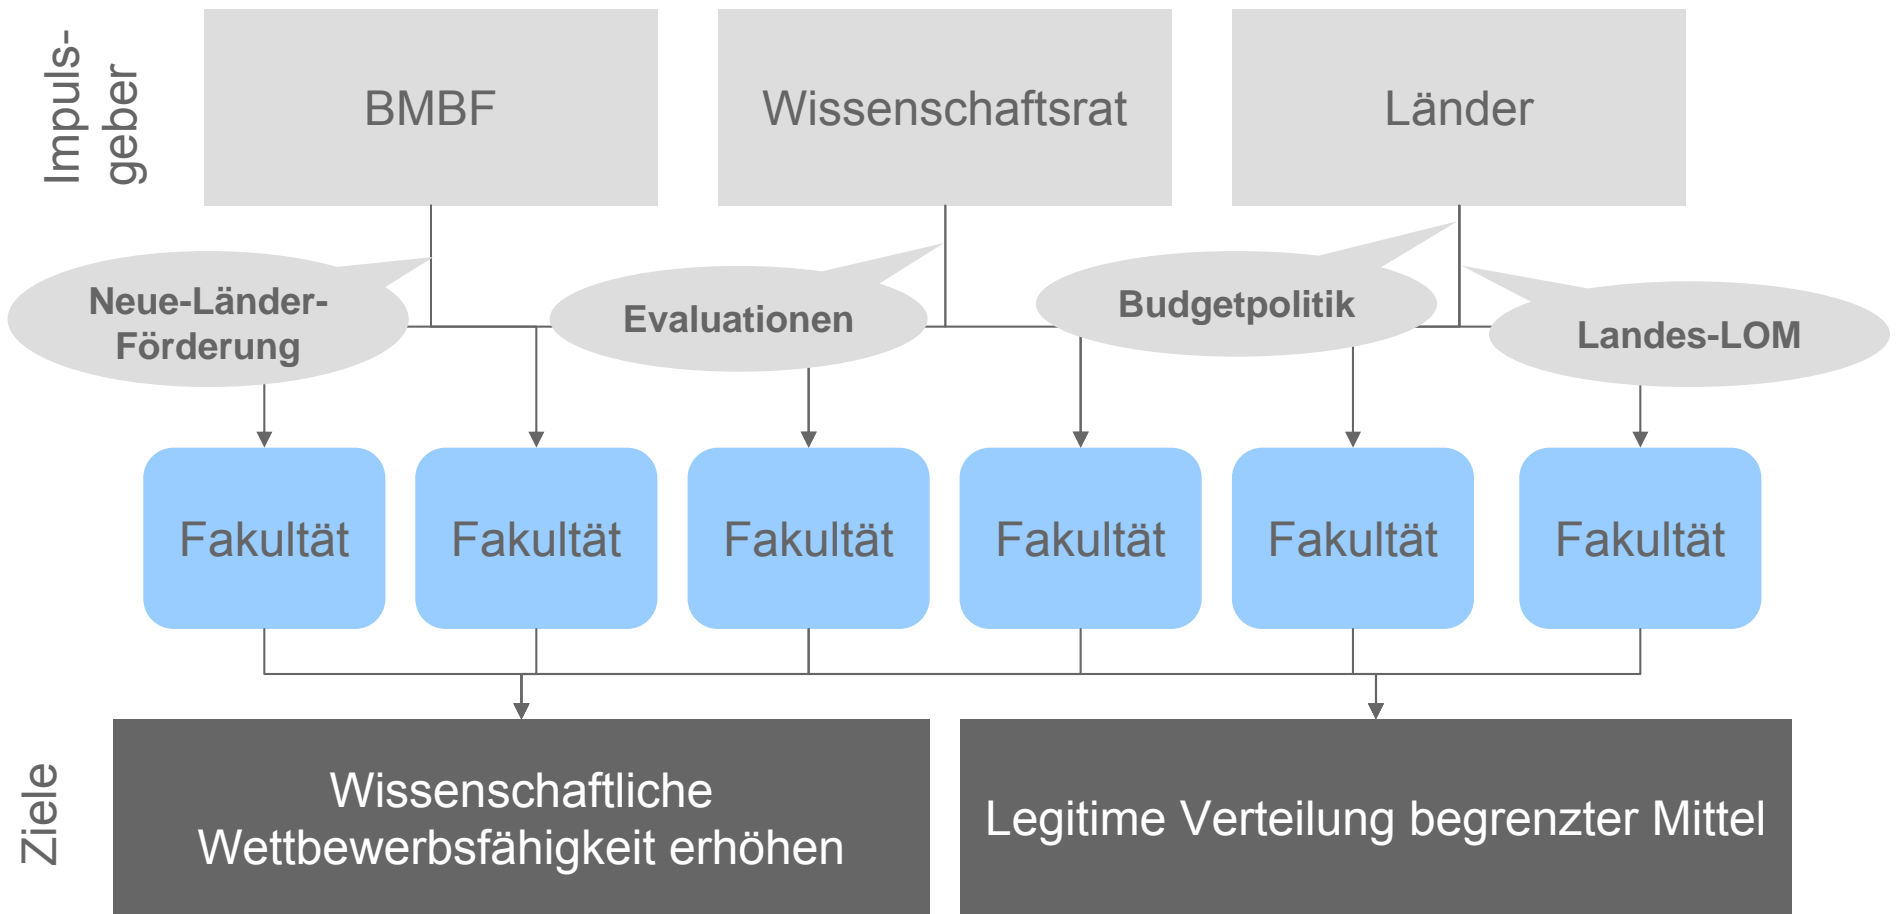 Impuls-
geber
BMBF
Wissenschaftsrat
Länder
Neue-Länder-
Förderung
Evaluationen
Budgetpolitik
Landes-LOM
Fakultät
Fakultät
Fakultät
Fakultät
Fakultät
Fakultät
Ziele
Wissenschaftliche
Wettbewerbsfähigkeit erhöhen
Legitime Verteilung begrenzter Mittel